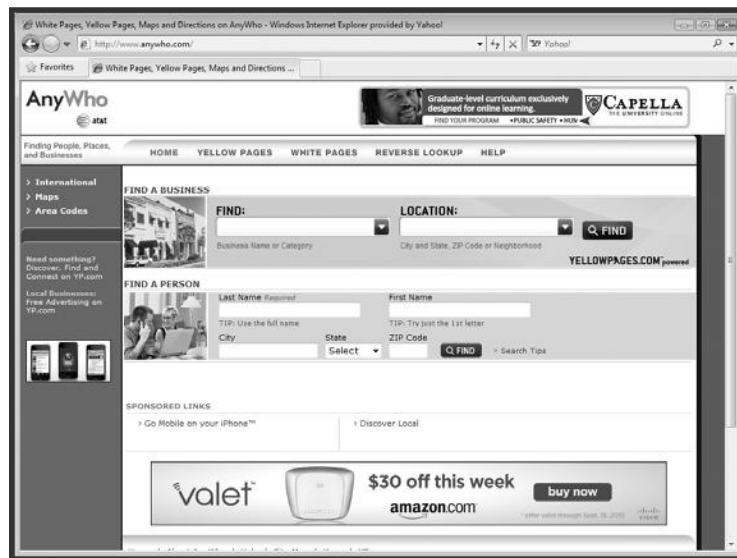 White Pages, Yellow Pages, Maps and Directions on AnyWho - Windows Internet Explorer provided by Yahoo!
http://www.anywho.com/
Yahoo!
Favorites
White Pages, Yellow Pages, Maps and Directions ...
AnyWho
at&t
Graduate-level curriculum exclusively
designed for online learning.
FIND YOUR PROGRAM •PUBLIC SAFETY •HUN
CAPELLA
THE UNIVERSITY ONLINE
Finding People, Places,
and Businesses
HOME YELLOW PAGES WHITE PAGES REVERSE LOOKUP HELP
> International
> Maps
> Area Codes
Need something?
Discover, Find and
Connect on YP.com
Local Businesses:
Free Advertising on
YP.com
FIND A BUSINESS
FIND: LOCATION:
FIND
Business Name or Category City and State, ZIP Code or Neighborhood
YELLOWPAGES.COM powered
FIND A PERSON
Last Name Required First Name
TIP: Use the full name TIP: Try just the 1st letter
City State ZIP Code
Select FIND > Search Tips
SPONSORED LINKS
> Go Mobile on your iPhone™ > Discover Local
valet
$30 off this week
amazon.com
buy now